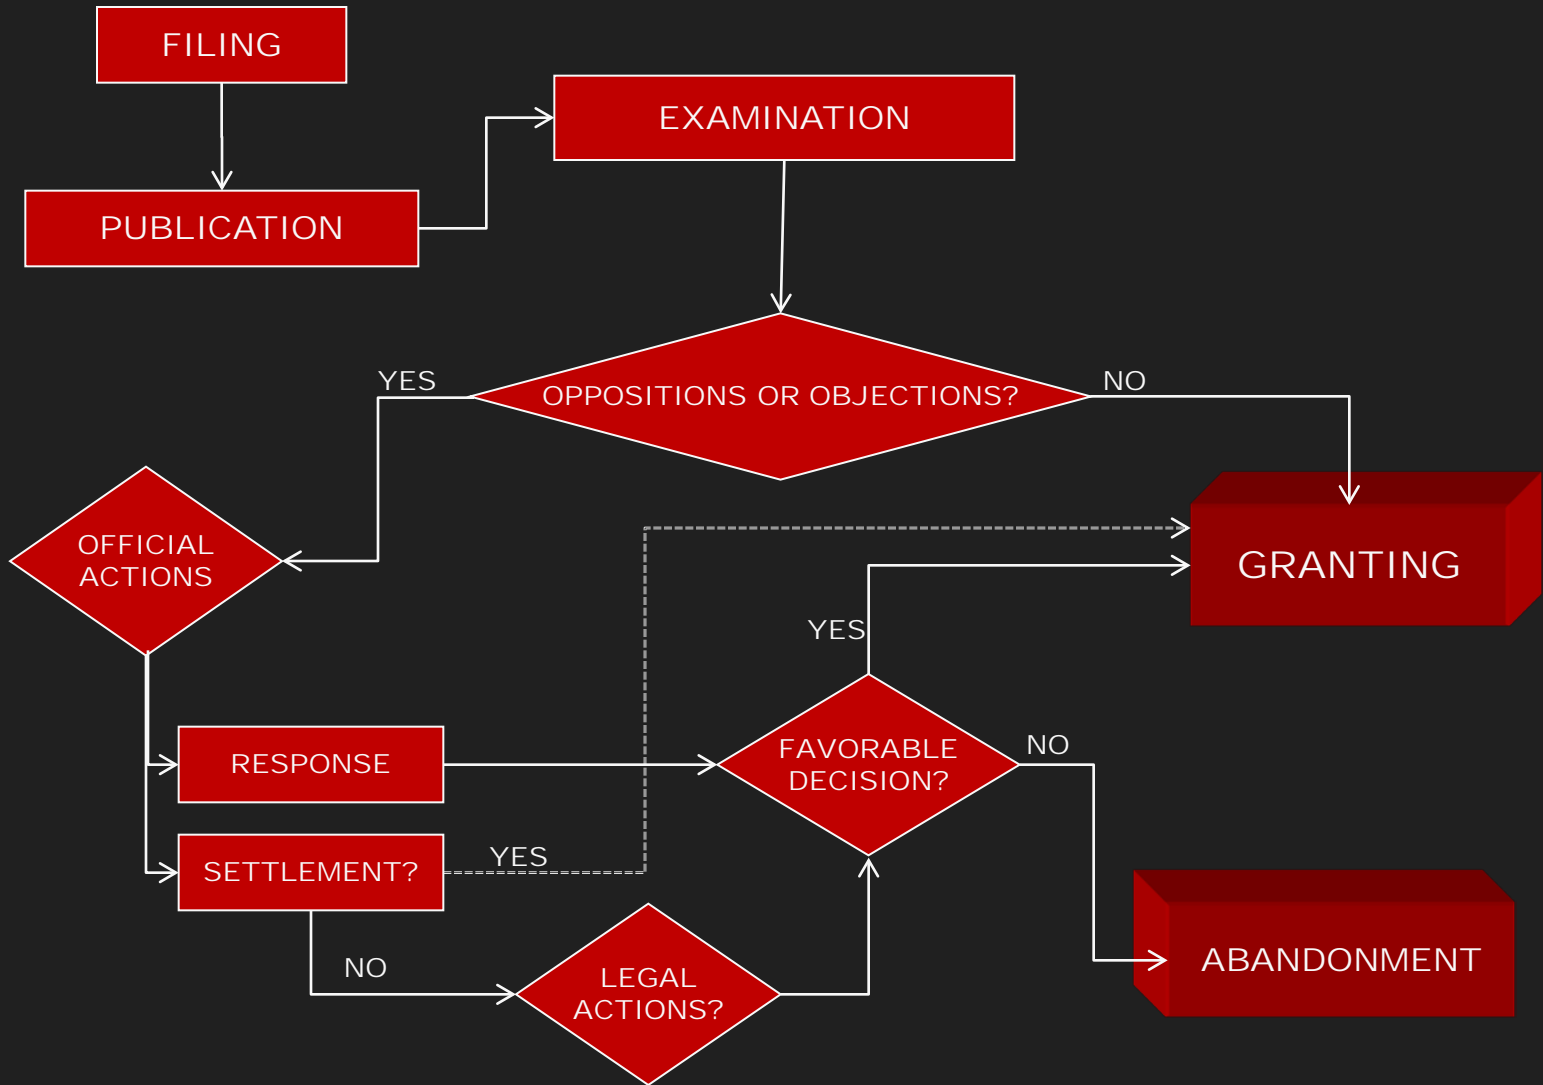 FILING
EXAMINATION
PUBLICATION
YES
OPPOSITIONS OR OBJECTIONS?
NO
OFFICIAL
ACTIONS
GRANTING
YES
RESPONSE
FAVORABLE
DECISION?
NO
SETTLEMENT?
YES
NO
LEGAL
ACTIONS?
ABANDONMENT